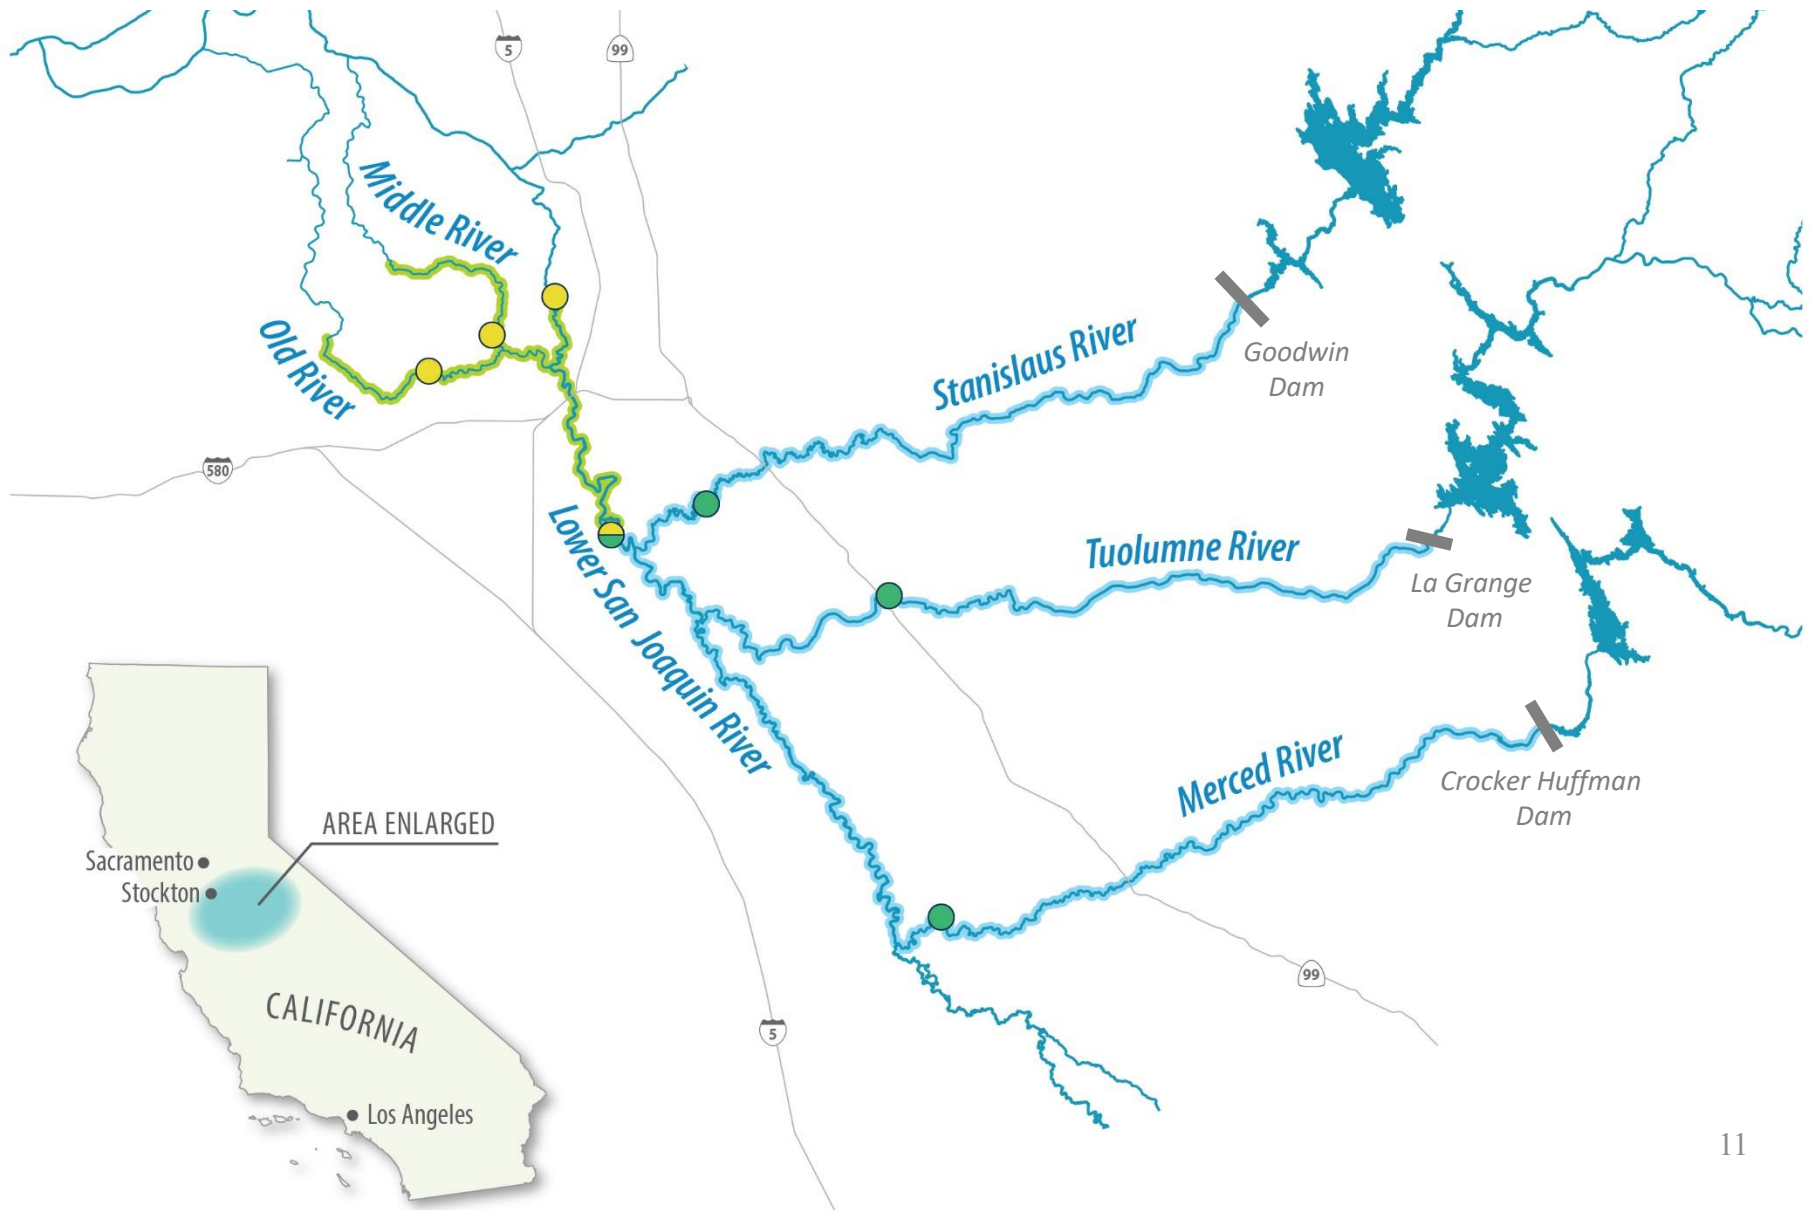 5
99
Middle River
Old River
580
Stanislaus River
Goodwin
Dam
Lower San Joaquin River
Tuolumne River
La Grange
Dam
Merced River
Crocker Huffman
Dam
AREA ENLARGED
Sacramento
Stockton
CALIFORNIA
Los Angeles
99
5
11